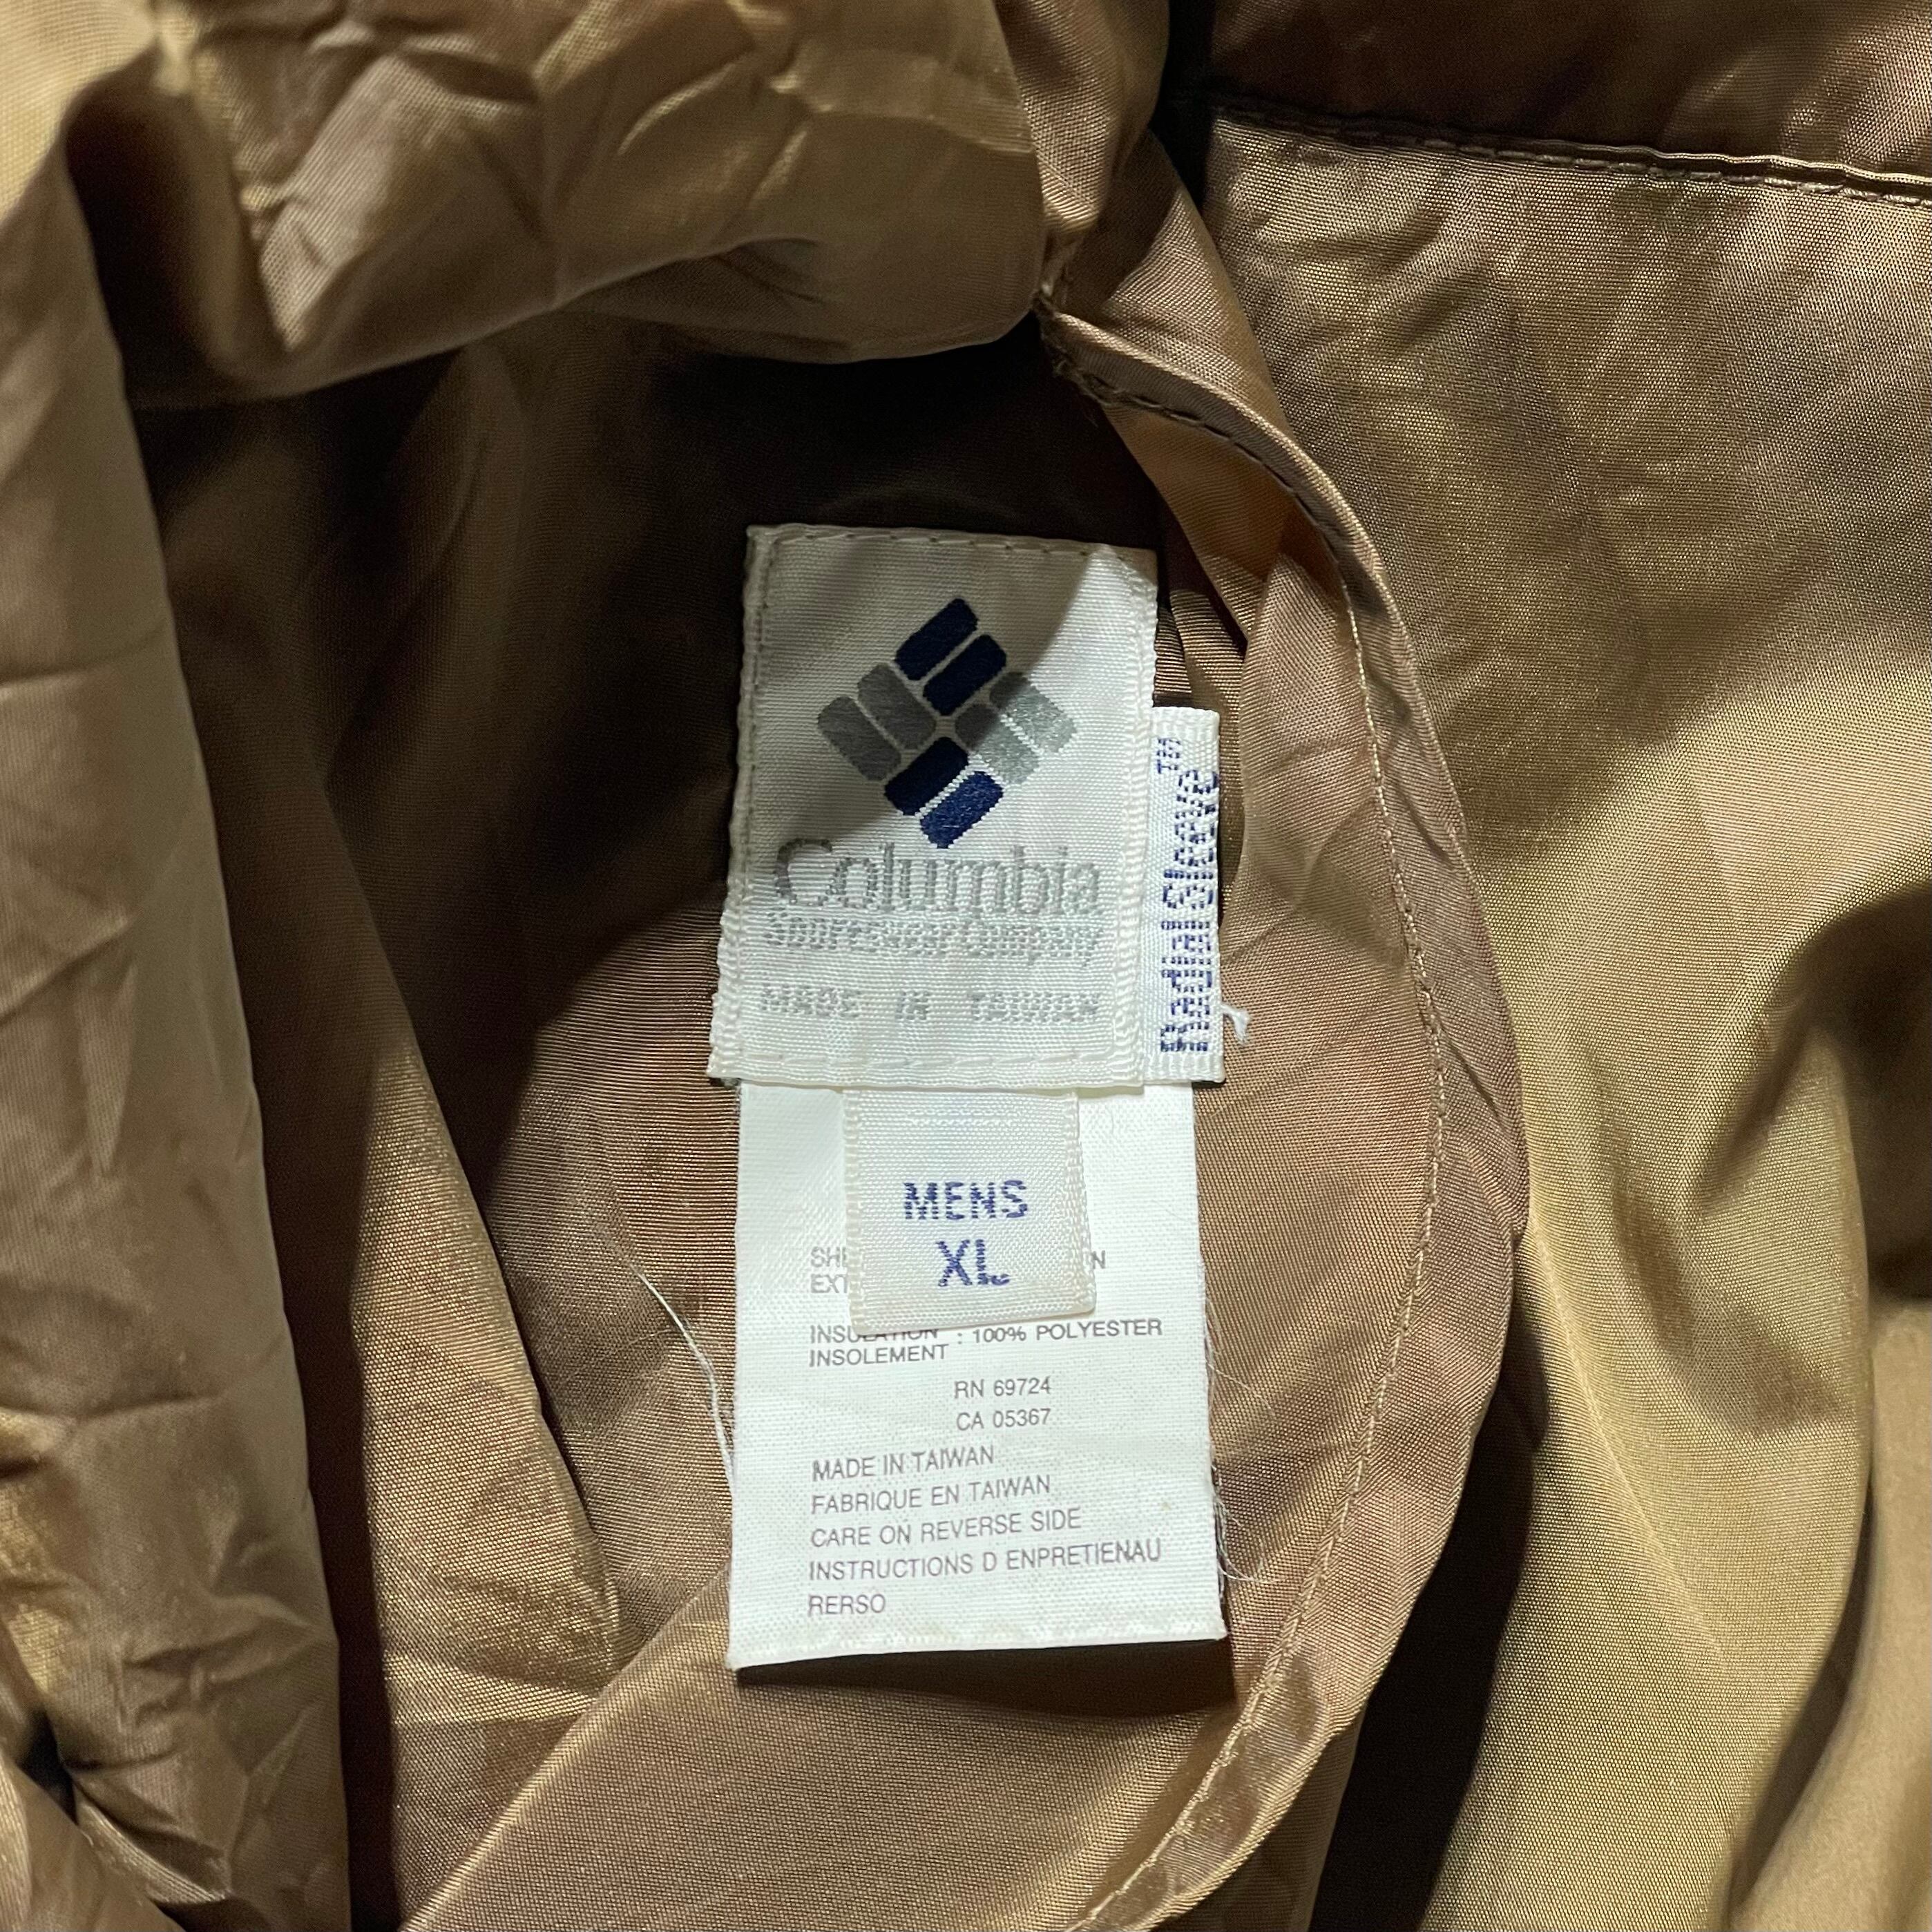 Columbia
Sportswear Company
MADE IN TAIWAN
Radial Sleeve™
MENS
XL
INSULATION : 100% POLYESTER
INSOLEMENT
RN 69724
CA 05367
MADE IN TAIWAN
FABRIQUE EN TAIWAN
CARE ON REVERSE SIDE
INSTRUCTIONS D ENPRETIENAU
RERSO